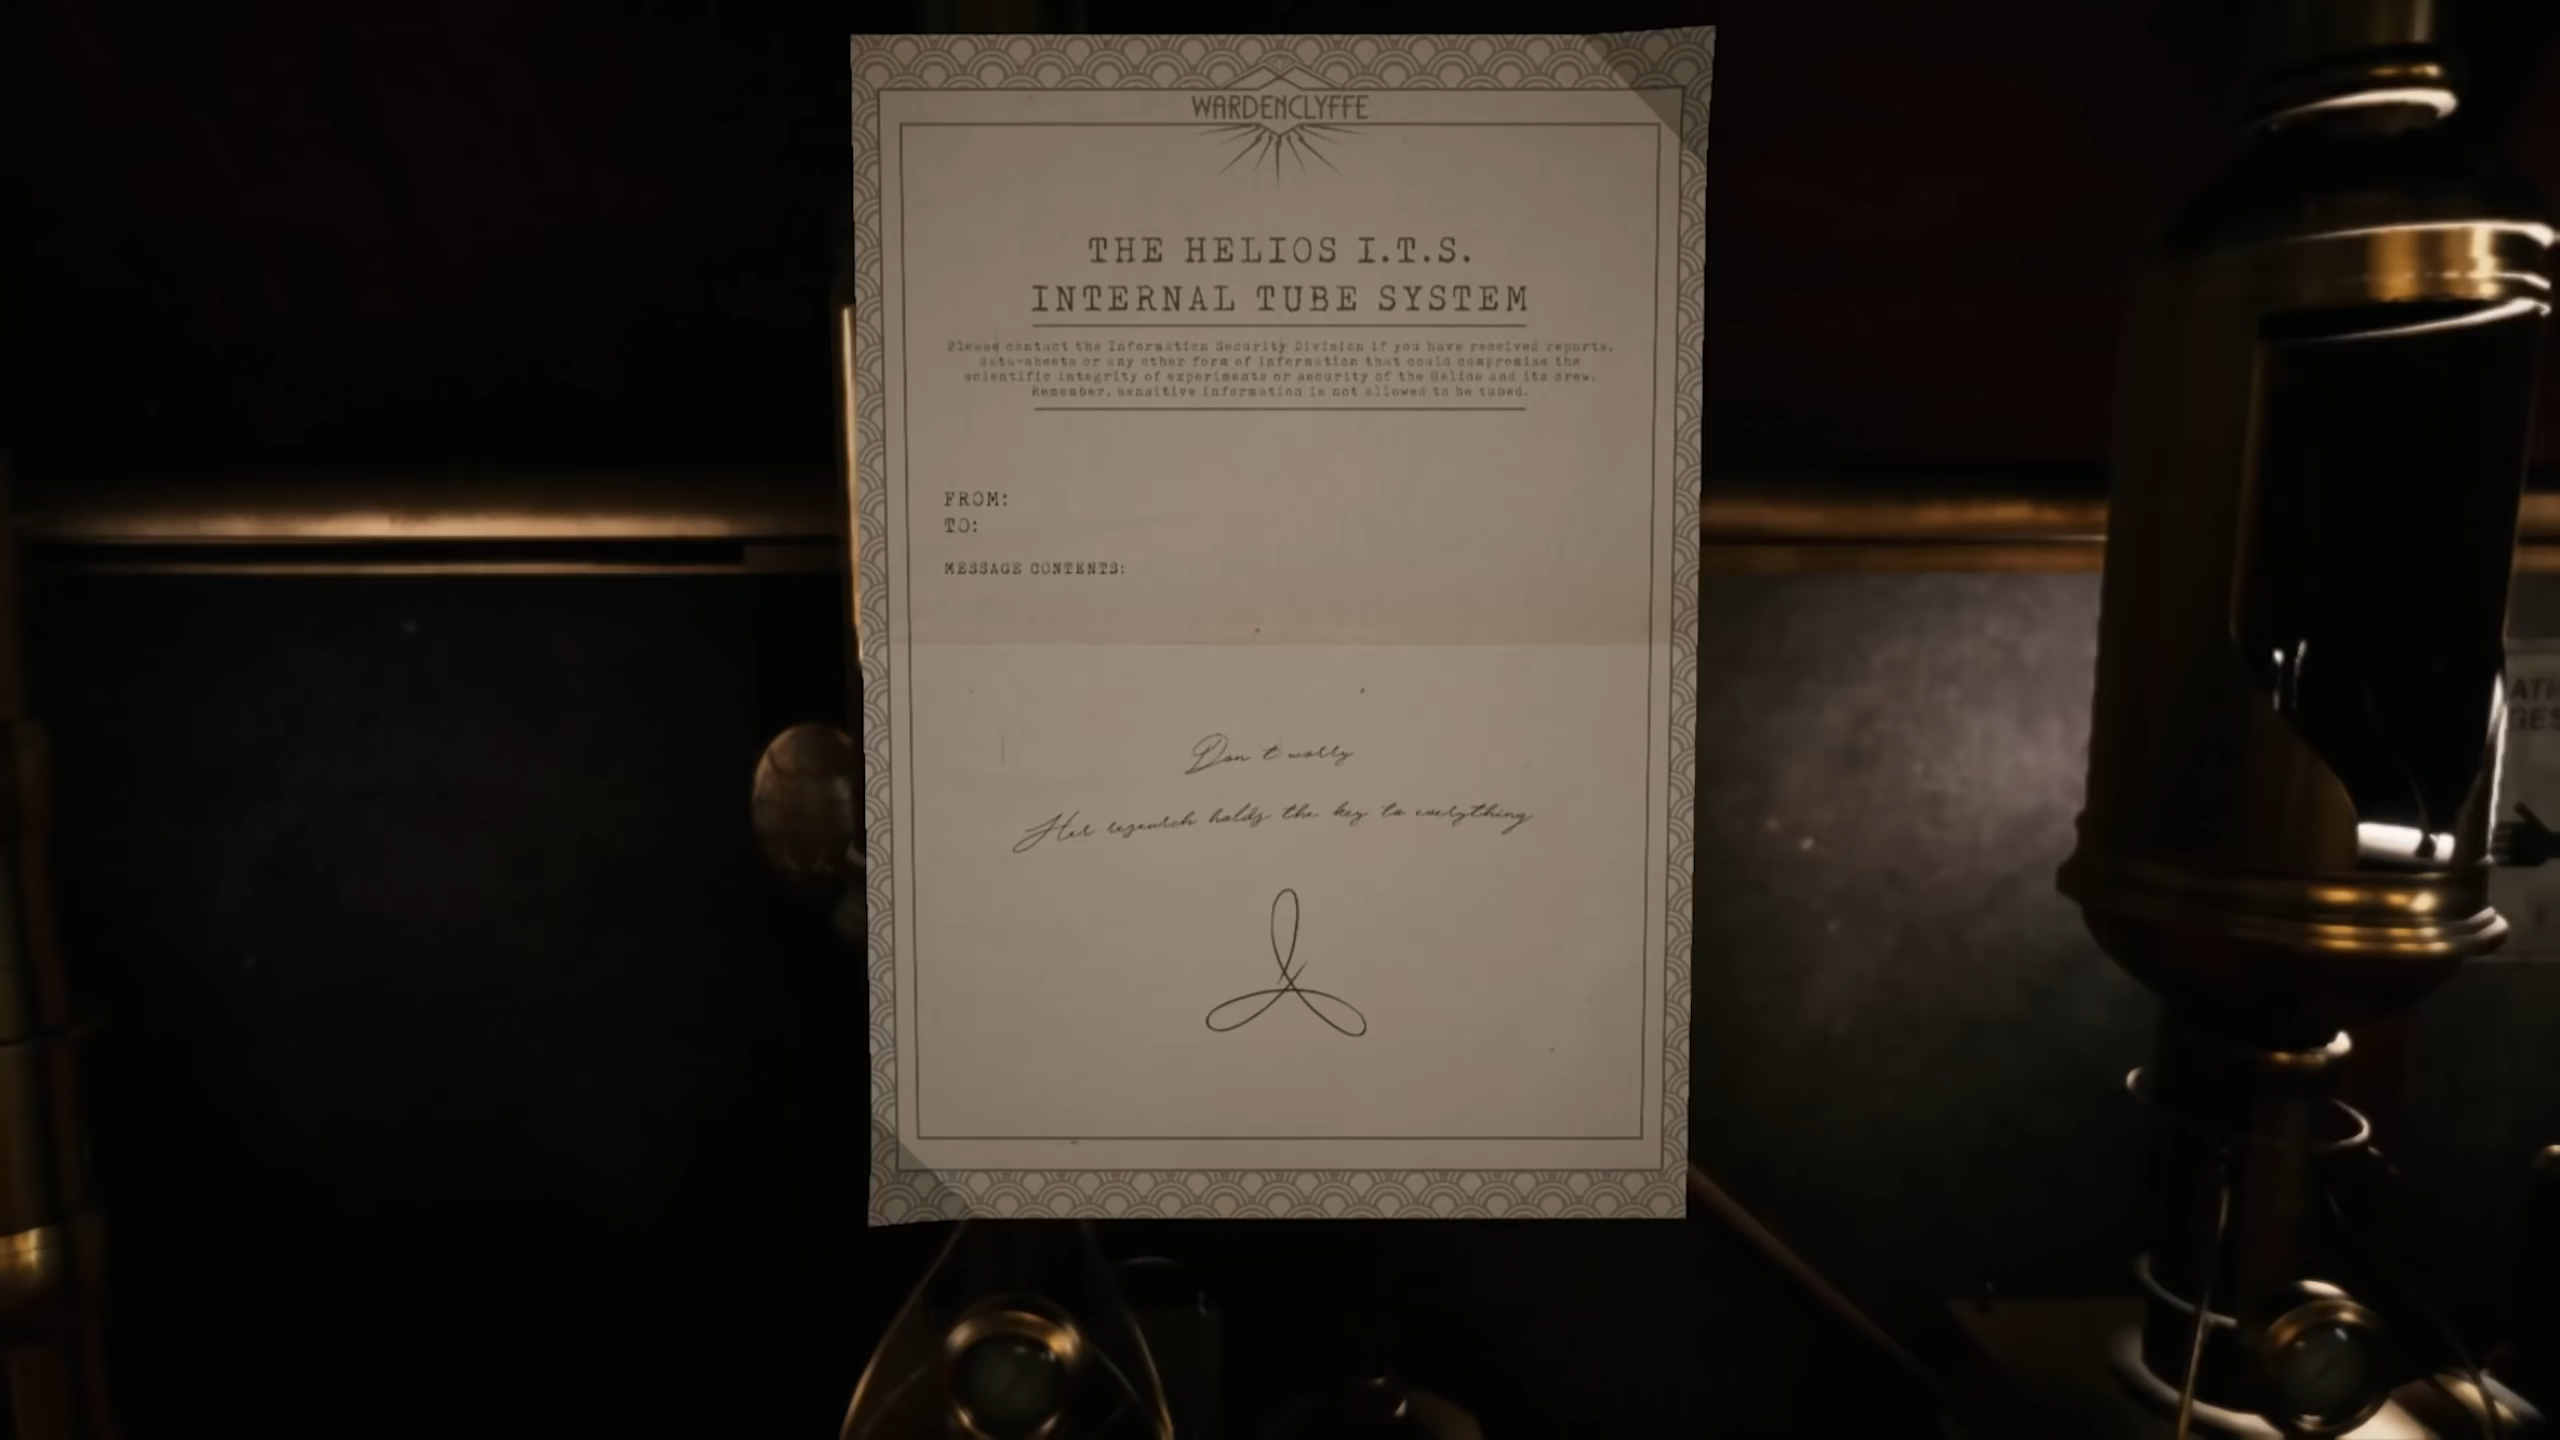 WARDENCLYFFE
THE HELIOS I.T.S.
INTERNAL TUBE SYSTEM
Please contact the Information Security Division if you have received reports,
data-sheets or any other form of information that could compromise the
scientific integrity of experiments or security of the Helios and its crew.
Remember, sensitive information is not allowed to be tubed.
FROM:
TO:
MESSAGE CONTENTS:
Don't worry
Her research holds the key to everything